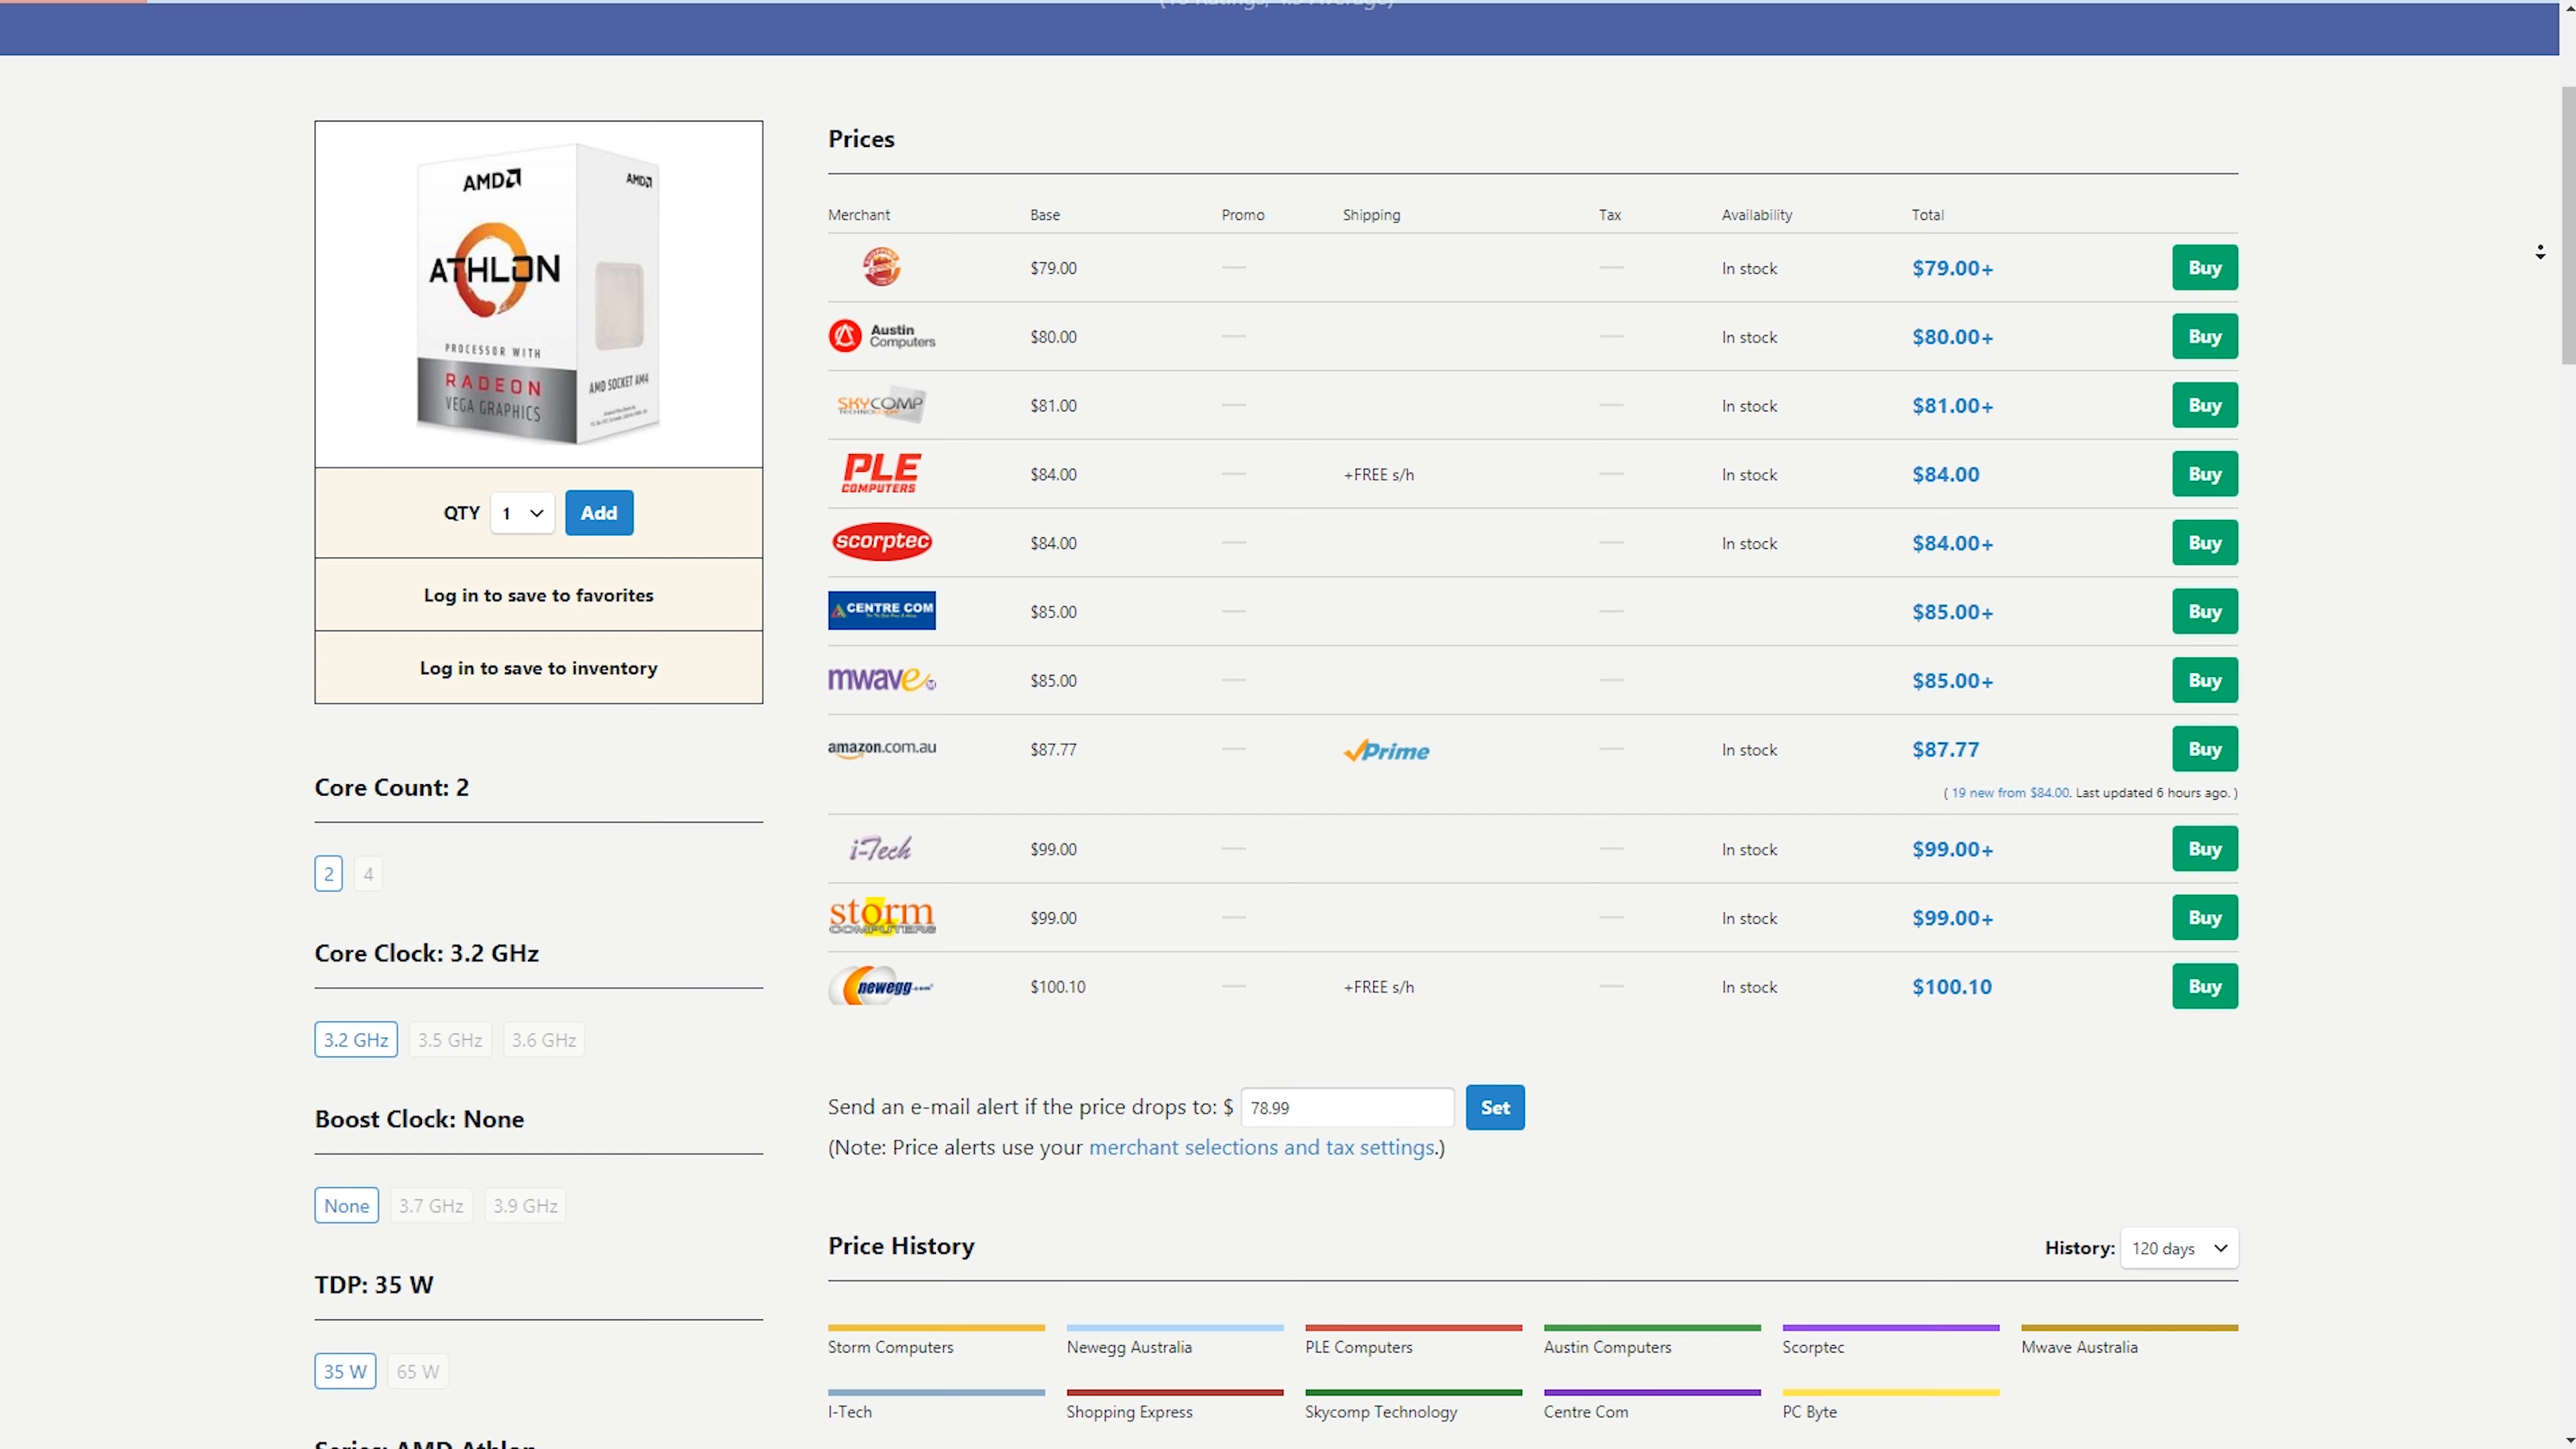 AMD
AMD
ATHLON
PROCESSOR WITH
RADEON
VEGA GRAPHICS
AMD SOCKET AM4
QTY 1 Add
Log in to save to favorites
Log in to save to inventory
Core Count: 2
2 4
Core Clock: 3.2 GHz
3.2 GHz 3.5 GHz 3.6 GHz
Boost Clock: None
None 3.7 GHz 3.9 GHz
TDP: 35 W
35 W 65 W
Series: AMD Athlon
Prices
Merchant Base Promo Shipping Tax Availability Total
$79.00 — — In stock $79.00+ Buy
Austin Computers $80.00 — — In stock $80.00+ Buy
SKYCOMP TECHNOLOGY $81.00 — — In stock $81.00+ Buy
PLE COMPUTERS $84.00 — +FREE s/h — In stock $84.00 Buy
scorptec $84.00 — — In stock $84.00+ Buy
CENTRE COM $85.00 — — $85.00+ Buy
mwave $85.00 — — $85.00+ Buy
amazon.com.au $87.77 — Prime — In stock $87.77 Buy
( 19 new from $84.00. Last updated 6 hours ago. )
i-Tech $99.00 — — In stock $99.00+ Buy
storm COMPUTERS $99.00 — — In stock $99.00+ Buy
newegg.com $100.10 — +FREE s/h — In stock $100.10 Buy
Send an e-mail alert if the price drops to: $ 78.99 Set
(Note: Price alerts use your merchant selections and tax settings.)
Price History History: 120 days
Storm Computers Newegg Australia PLE Computers Austin Computers Scorptec Mwave Australia
I-Tech Shopping Express Skycomp Technology Centre Com PC Byte